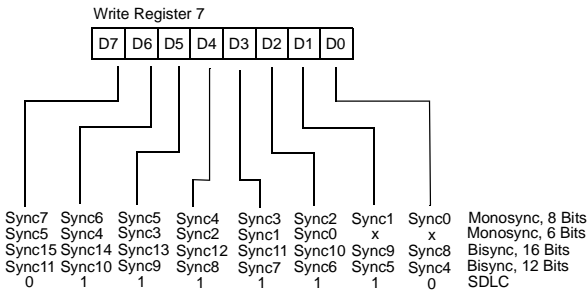 Write Register 7
D7 D6 D5 D4 D3 D2 D1 D0
Sync7 Sync6 Sync5 Sync4 Sync3 Sync2 Sync1 Sync0 Monosync, 8 Bits
Sync5 Sync4 Sync3 Sync2 Sync1 Sync0 x x Monosync, 6 Bits
Sync15 Sync14 Sync13 Sync12 Sync11 Sync10 Sync9 Sync8 Bisync, 16 Bits
Sync11 Sync10 Sync9 Sync8 Sync7 Sync6 Sync5 Sync4 Bisync, 12 Bits
0 1 1 1 1 1 1 0 SDLC